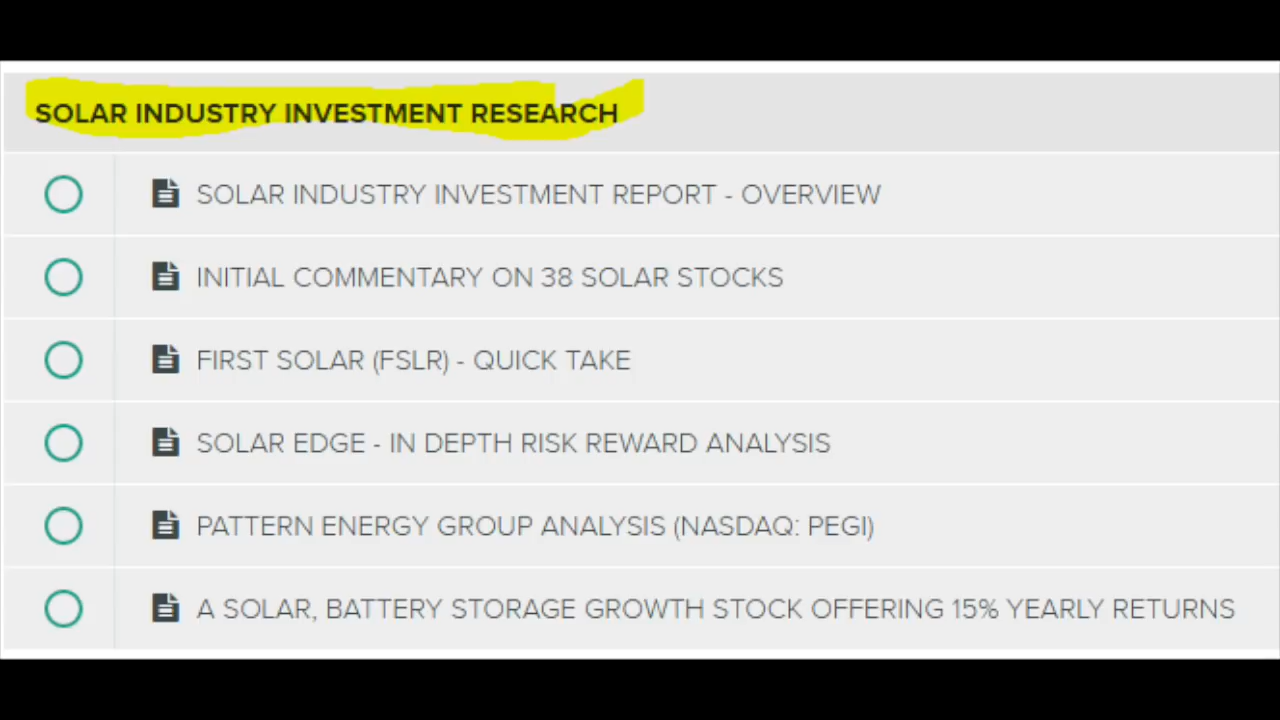 SOLAR INDUSTRY INVESTMENT RESEARCH
SOLAR INDUSTRY INVESTMENT REPORT - OVERVIEW
INITIAL COMMENTARY ON 38 SOLAR STOCKS
FIRST SOLAR (FSLR) - QUICK TAKE
SOLAR EDGE - IN DEPTH RISK REWARD ANALYSIS
PATTERN ENERGY GROUP ANALYSIS (NASDAQ: PEGI)
A SOLAR, BATTERY STORAGE GROWTH STOCK OFFERING 15% YEARLY RETURNS